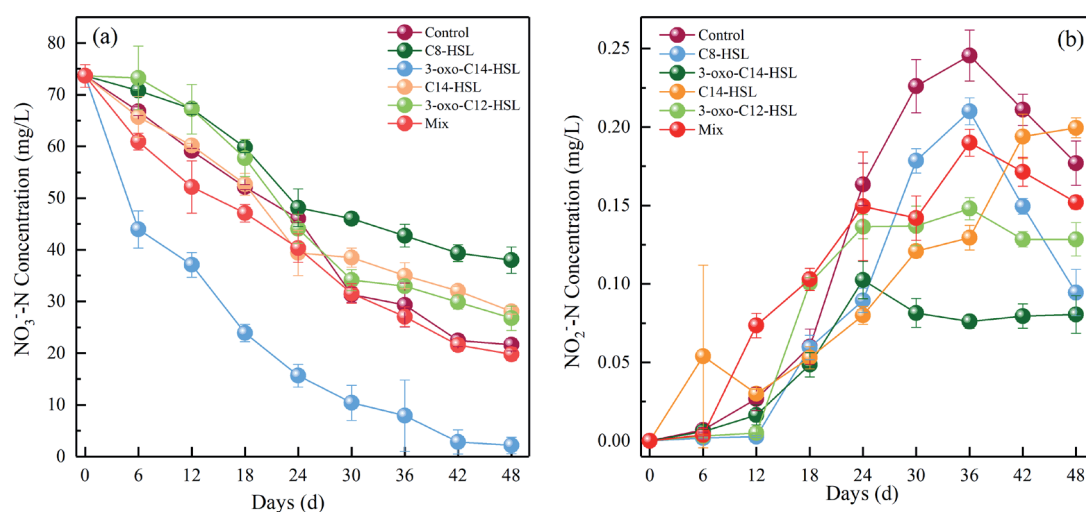 (a)
Control
C8-HSL
3-oxo-C14-HSL
C14-HSL
3-oxo-C12-HSL
Mix
NO₃⁻-N Concentration (mg/L)
80
70
60
50
40
30
20
10
0
0 6 12 18 24 30 36 42 48
Days (d)
(b)
Control
C8-HSL
3-oxo-C14-HSL
C14-HSL
3-oxo-C12-HSL
Mix
NO₂⁻-N Concentration (mg/L)
0.25
0.20
0.15
0.10
0.05
0.00
0 6 12 18 24 30 36 42 48
Days (d)